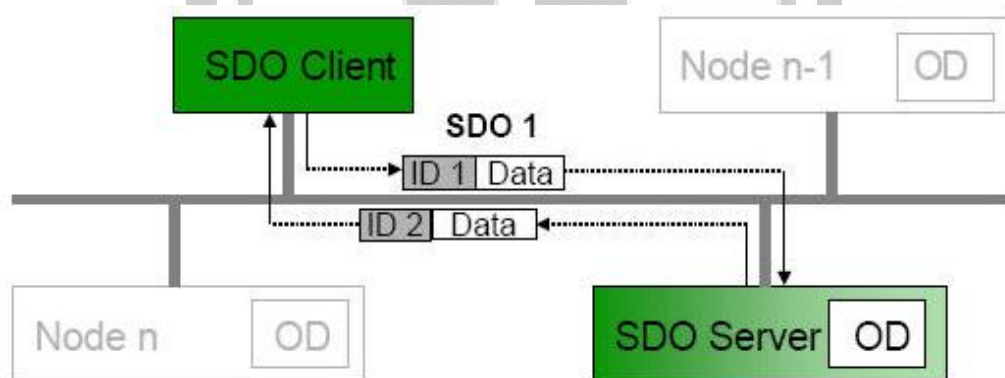 SDO Client
Node n-1 OD
SDO 1
ID 1 Data
ID 2 Data
Node n OD
SDO Server OD